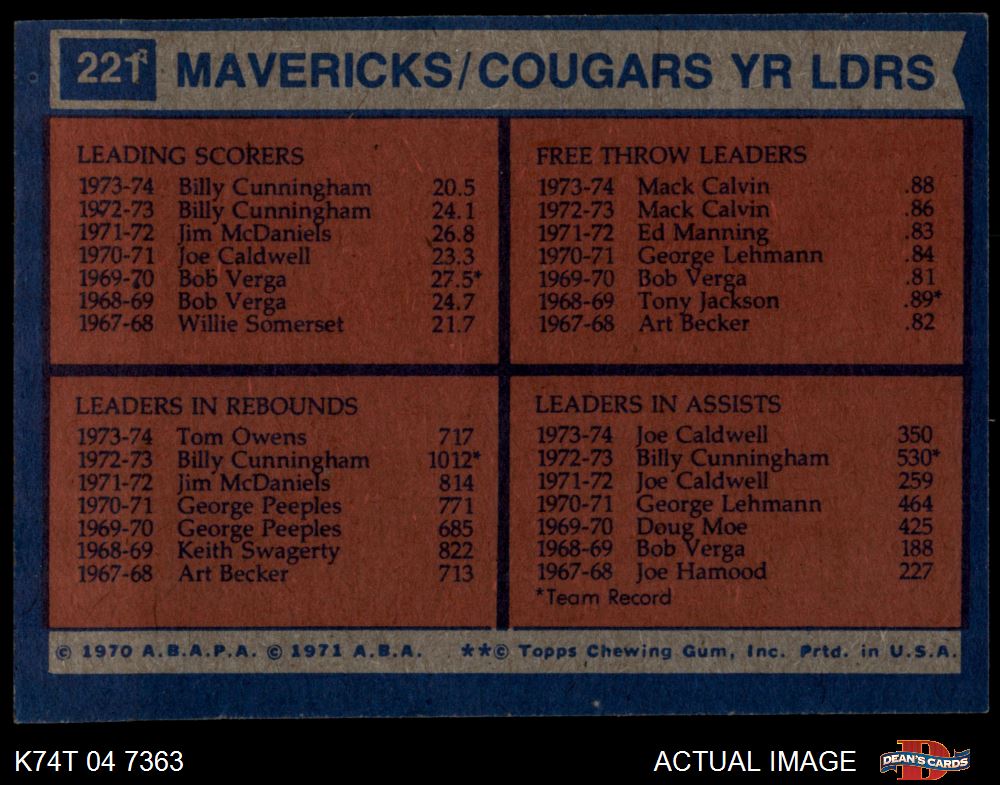 221 MAVERICKS/COUGARS YR LDRS
LEADING SCORERS
1973-74 Billy Cunningham 20.5
1972-73 Billy Cunningham 24.1
1971-72 Jim McDaniels 26.8
1970-71 Joe Caldwell 23.3
1969-70 Bob Verga 27.5*
1968-69 Bob Verga 24.7
1967-68 Willie Somerset 21.7
FREE THROW LEADERS
1973-74 Mack Calvin .88
1972-73 Mack Calvin .86
1971-72 Ed Manning .83
1970-71 George Lehmann .84
1969-70 Bob Verga .81
1968-69 Tony Jackson .89*
1967-68 Art Becker .82
LEADERS IN REBOUNDS
1973-74 Tom Owens 717
1972-73 Billy Cunningham 1012*
1971-72 Jim McDaniels 814
1970-71 George Peeples 771
1969-70 George Peeples 685
1968-69 Keith Swagerty 822
1967-68 Art Becker 713
LEADERS IN ASSISTS
1973-74 Joe Caldwell 350
1972-73 Billy Cunningham 530*
1971-72 Joe Caldwell 259
1970-71 George Lehmann 464
1969-70 Doug Moe 425
1968-69 Bob Verga 188
1967-68 Joe Hamood 227
*Team Record
© 1970 A.B.A.P.A. © 1971 A.B.A. **© Topps Chewing Gum, Inc. Prtd. in U.S.A.
K74T 04 7363 ACTUAL IMAGE D DEAN'S CARDS